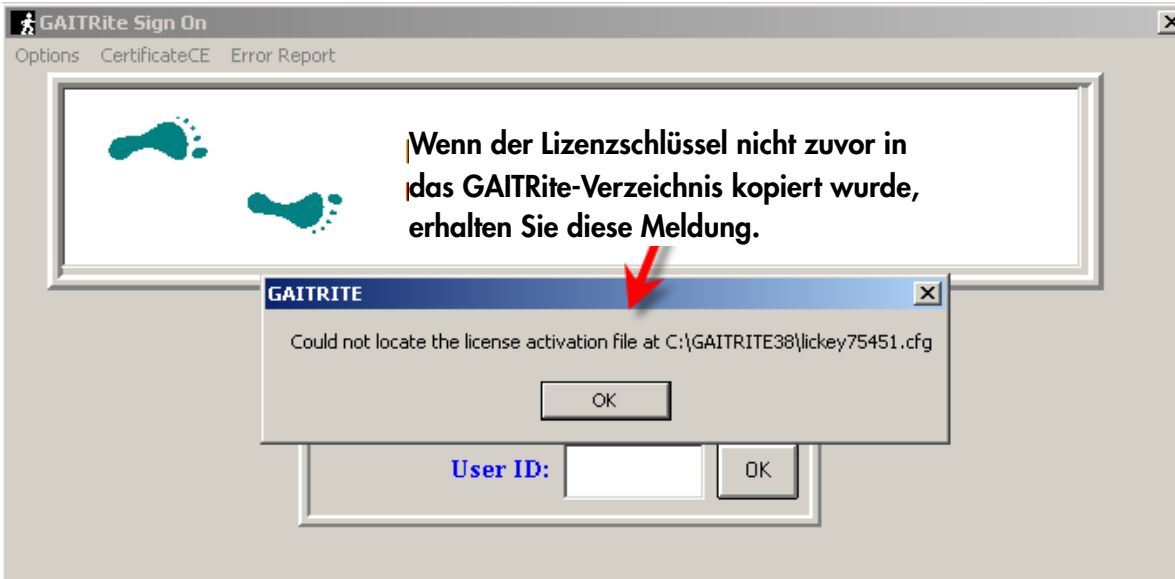 GAITRite Sign On
Options CertificateCE Error Report
Wenn der Lizenzschlüssel nicht zuvor in
das GAITRite-Verzeichnis kopiert wurde,
erhalten Sie diese Meldung.
GAITRITE
Could not locate the license activation file at C:\GAITRITE38\lickey75451.cfg
OK
User ID:
OK